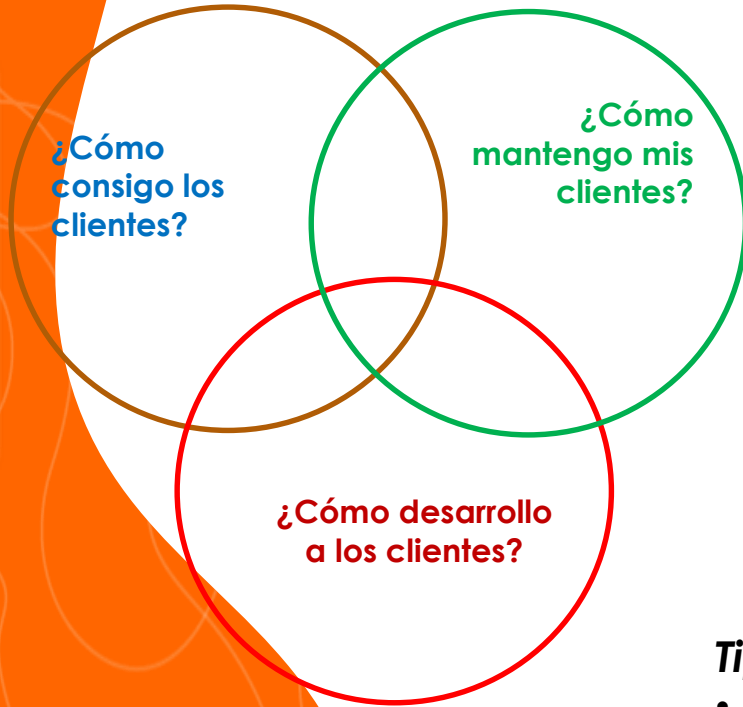 ¿Cómo
consigo los
clientes?
¿Cómo
mantengo mis
clientes?
¿Cómo desarrollo
a los clientes?